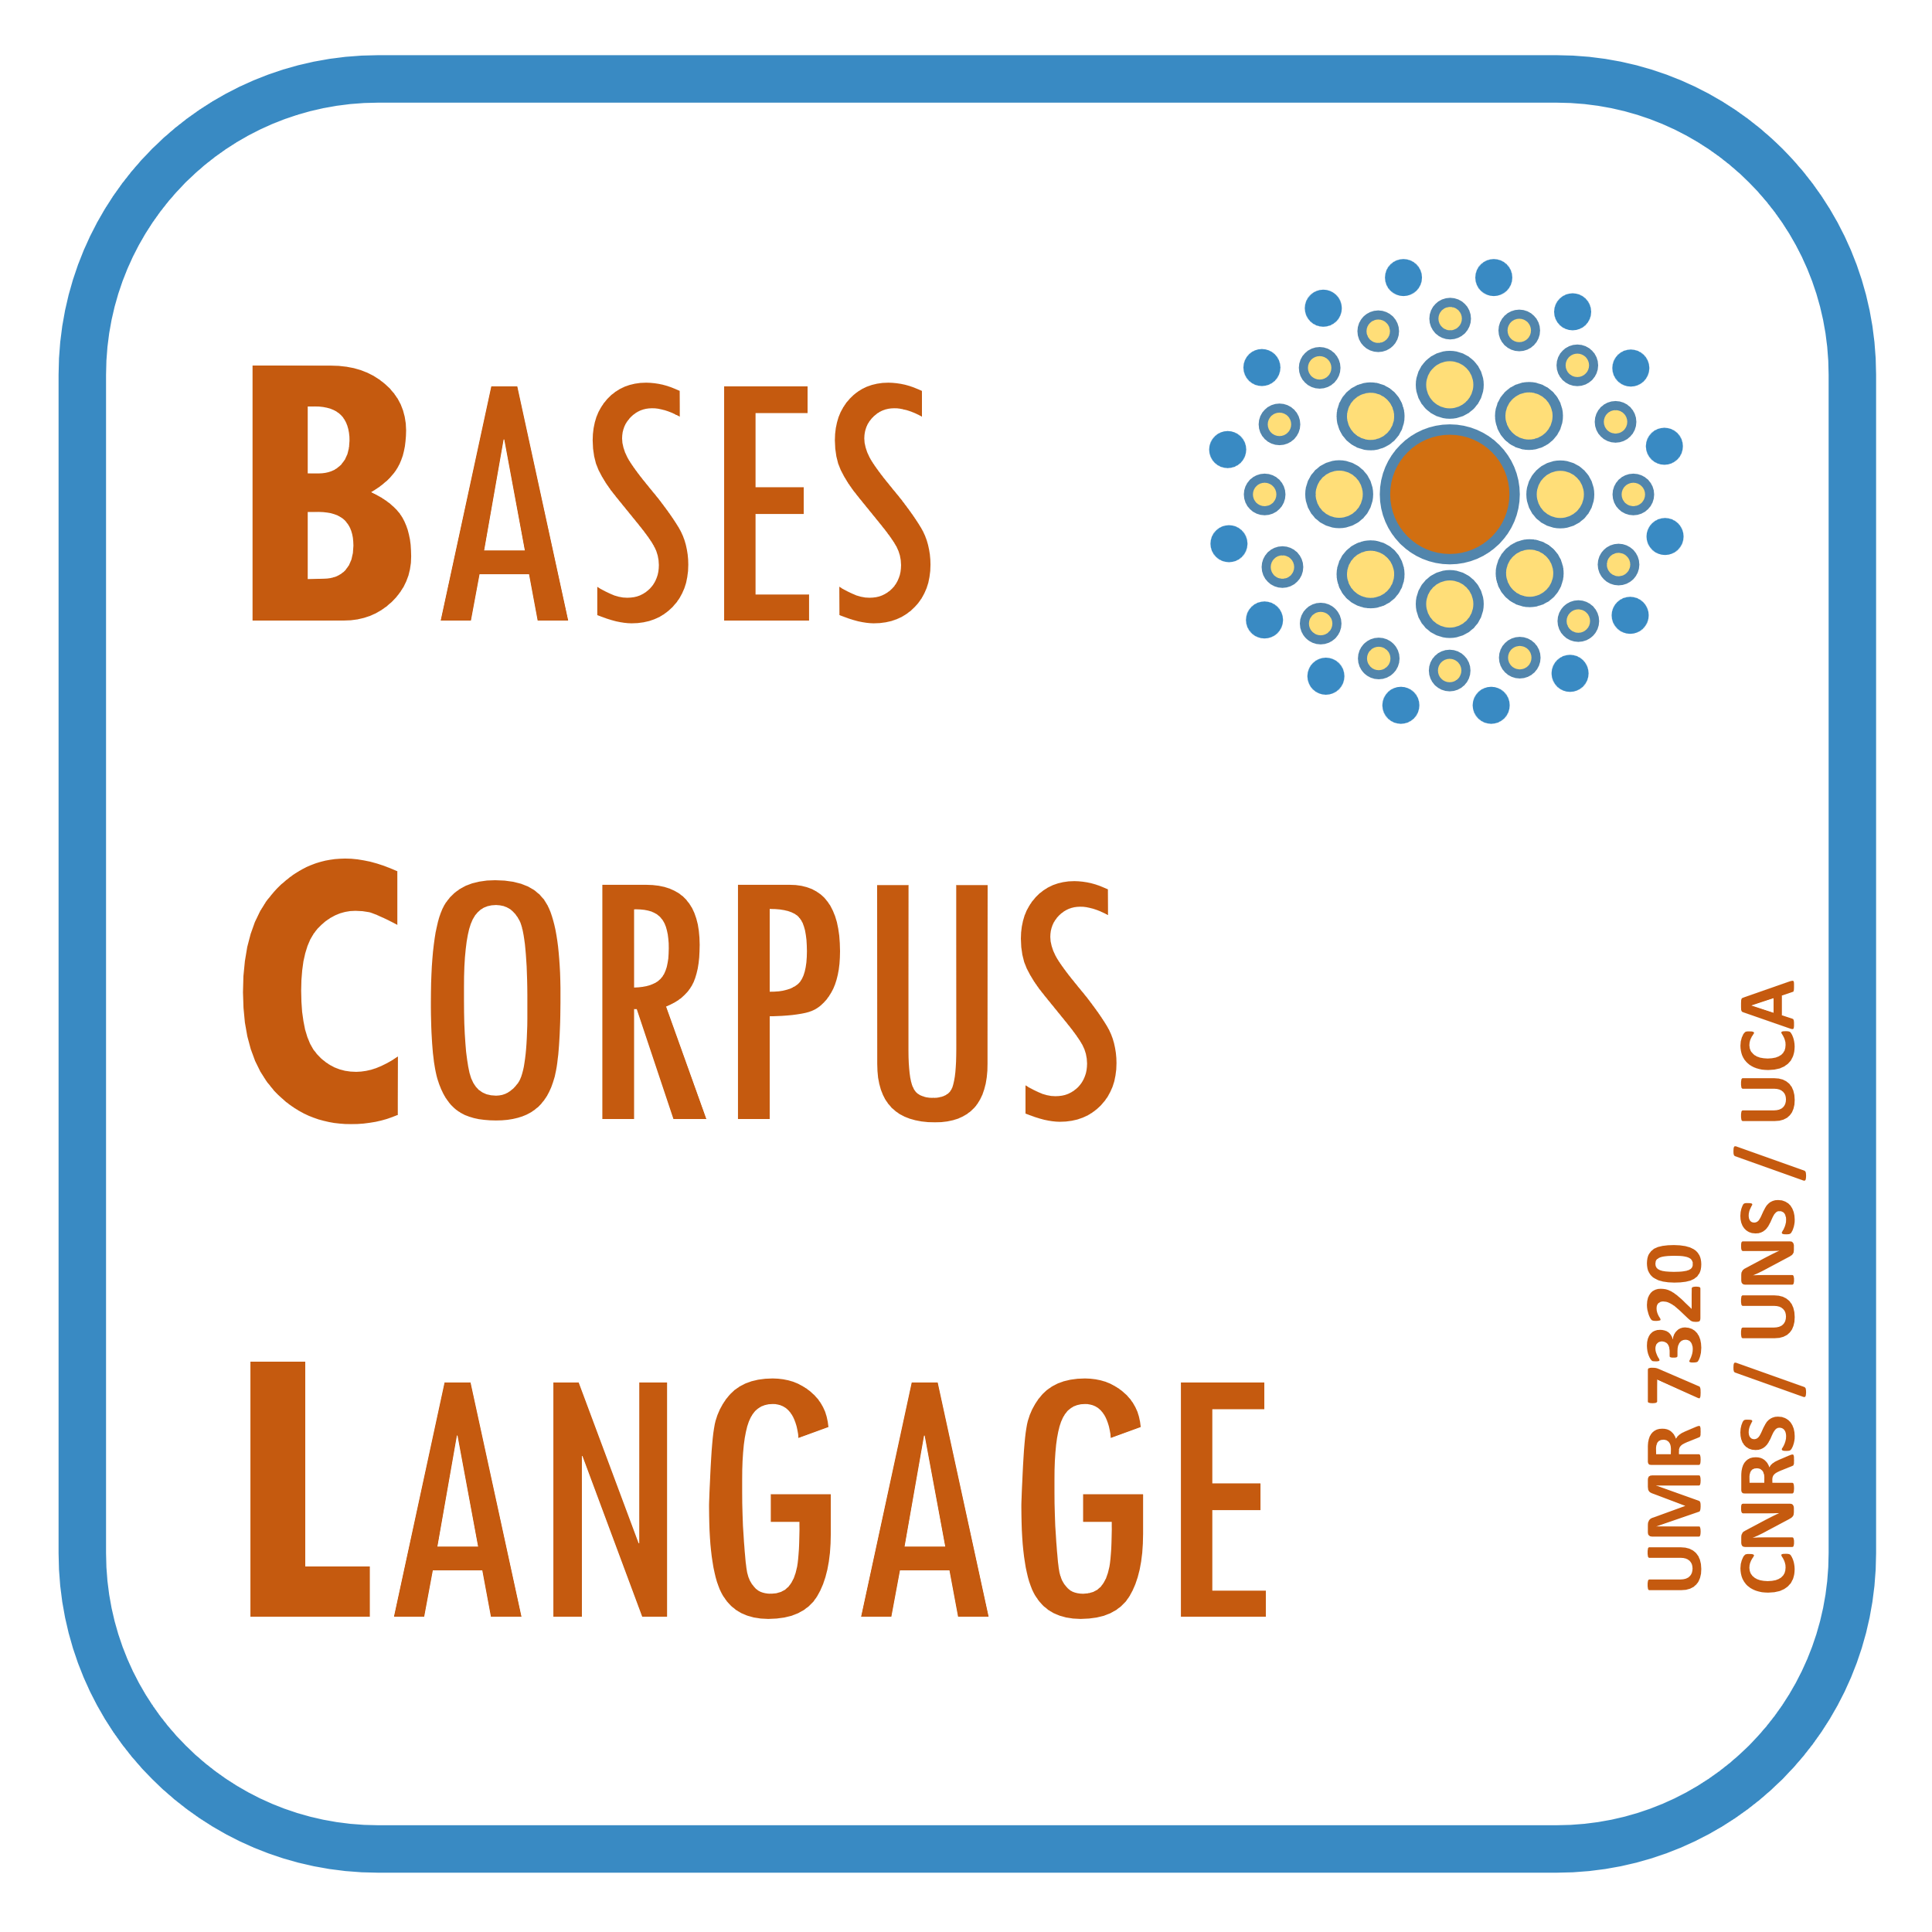 BASES
CORPUS
LANGAGE
UMR 7320
CNRS / UNS / UCA